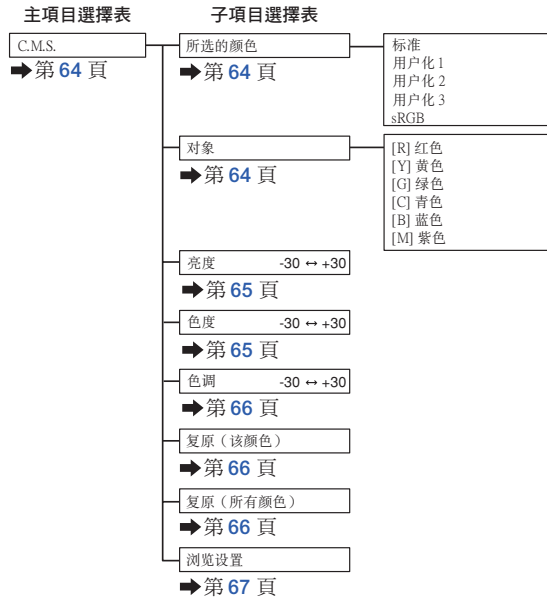 主項目選擇表
子項目選擇表
C.M.S.
➡第 64 頁
所选的颜色
➡第 64 頁
标准
用户化 1
用户化 2
用户化 3
sRGB
对象
➡第 64 頁
[R] 红色
[Y] 黄色
[G] 绿色
[C] 青色
[B] 蓝色
[M] 紫色
亮度 -30 ↔ +30
➡第 65 頁
色度 -30 ↔ +30
➡第 65 頁
色调 -30 ↔ +30
➡第 66 頁
复原（该颜色）
➡第 66 頁
复原（所有颜色）
➡第 66 頁
浏览设置
➡第 67 頁